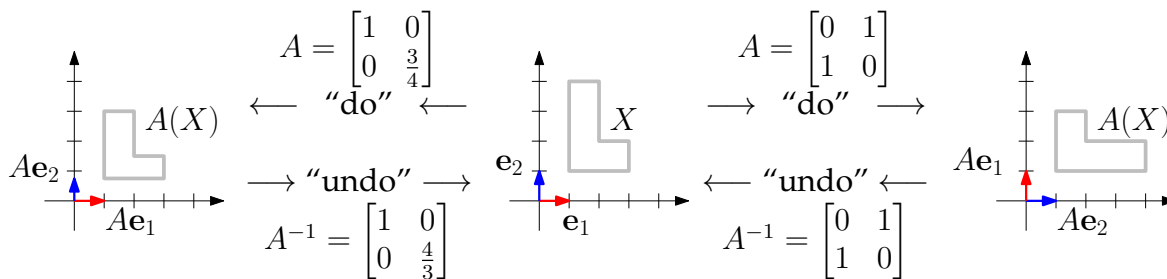 A = [1 0; 0 3/4]
A = [0 1; 1 0]
← “do” ←
→ “do” →
A(X)
X
A(X)
Ae₂
e₂
Ae₁
→ “undo” →
← “undo” ←
Ae₁
e₁
Ae₂
A⁻¹ = [1 0; 0 4/3]
A⁻¹ = [0 1; 1 0]